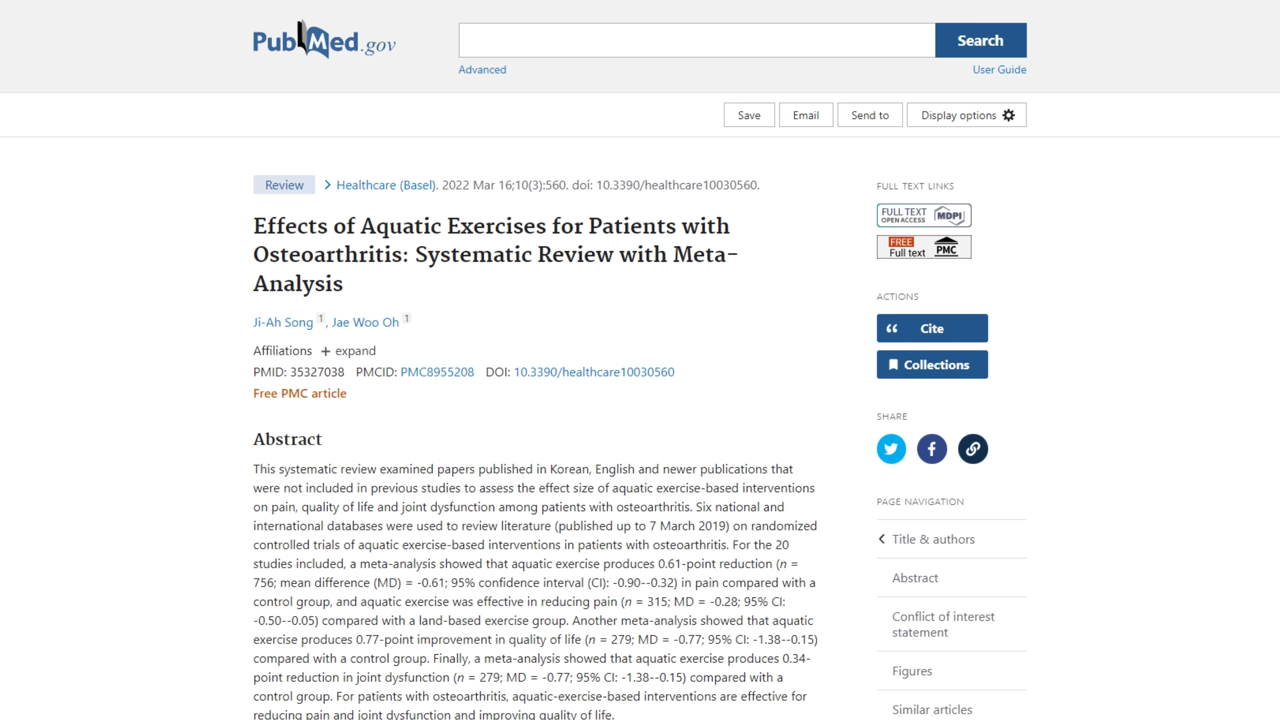 PubMed.gov
Search
Advanced
User Guide
Save
Email
Send to
Display options
Review
Healthcare (Basel). 2022 Mar 16;10(3):560. doi: 10.3390/healthcare10030560.
Effects of Aquatic Exercises for Patients with
Osteoarthritis: Systematic Review with Meta-
Analysis
Ji-Ah Song 1, Jae Woo Oh 1
Affiliations + expand
PMID: 35327038 PMCID: PMC8955208 DOI: 10.3390/healthcare10030560
Free PMC article
Abstract
This systematic review examined papers published in Korean, English and newer publications that
were not included in previous studies to assess the effect size of aquatic exercise-based interventions
on pain, quality of life and joint dysfunction among patients with osteoarthritis. Six national and
international databases were used to review literature (published up to 7 March 2019) on randomized
controlled trials of aquatic exercise-based interventions in patients with osteoarthritis. For the 20
studies included, a meta-analysis showed that aquatic exercise produces 0.61-point reduction (n =
756; mean difference (MD) = -0.61; 95% confidence interval (CI): -0.90--0.32) in pain compared with a
control group, and aquatic exercise was effective in reducing pain (n = 315; MD = -0.28; 95% CI:
-0.50--0.05) compared with a land-based exercise group. Another meta-analysis showed that aquatic
exercise produces 0.77-point improvement in quality of life (n = 279; MD = -0.77; 95% CI: -1.38--0.15)
compared with a control group. Finally, a meta-analysis showed that aquatic exercise produces 0.34-
point reduction in joint dysfunction (n = 279; MD = -0.77; 95% CI: -1.38--0.15) compared with a
control group. For patients with osteoarthritis, aquatic-exercise-based interventions are effective for
reducing pain and joint dysfunction and improving quality of life.
FULL TEXT LINKS
FULL TEXT
OPEN ACCESS
MDPI
FREE
Full text
PMC
ACTIONS
Cite
Collections
SHARE
PAGE NAVIGATION
Title & authors
Abstract
Conflict of interest
statement
Figures
Similar articles